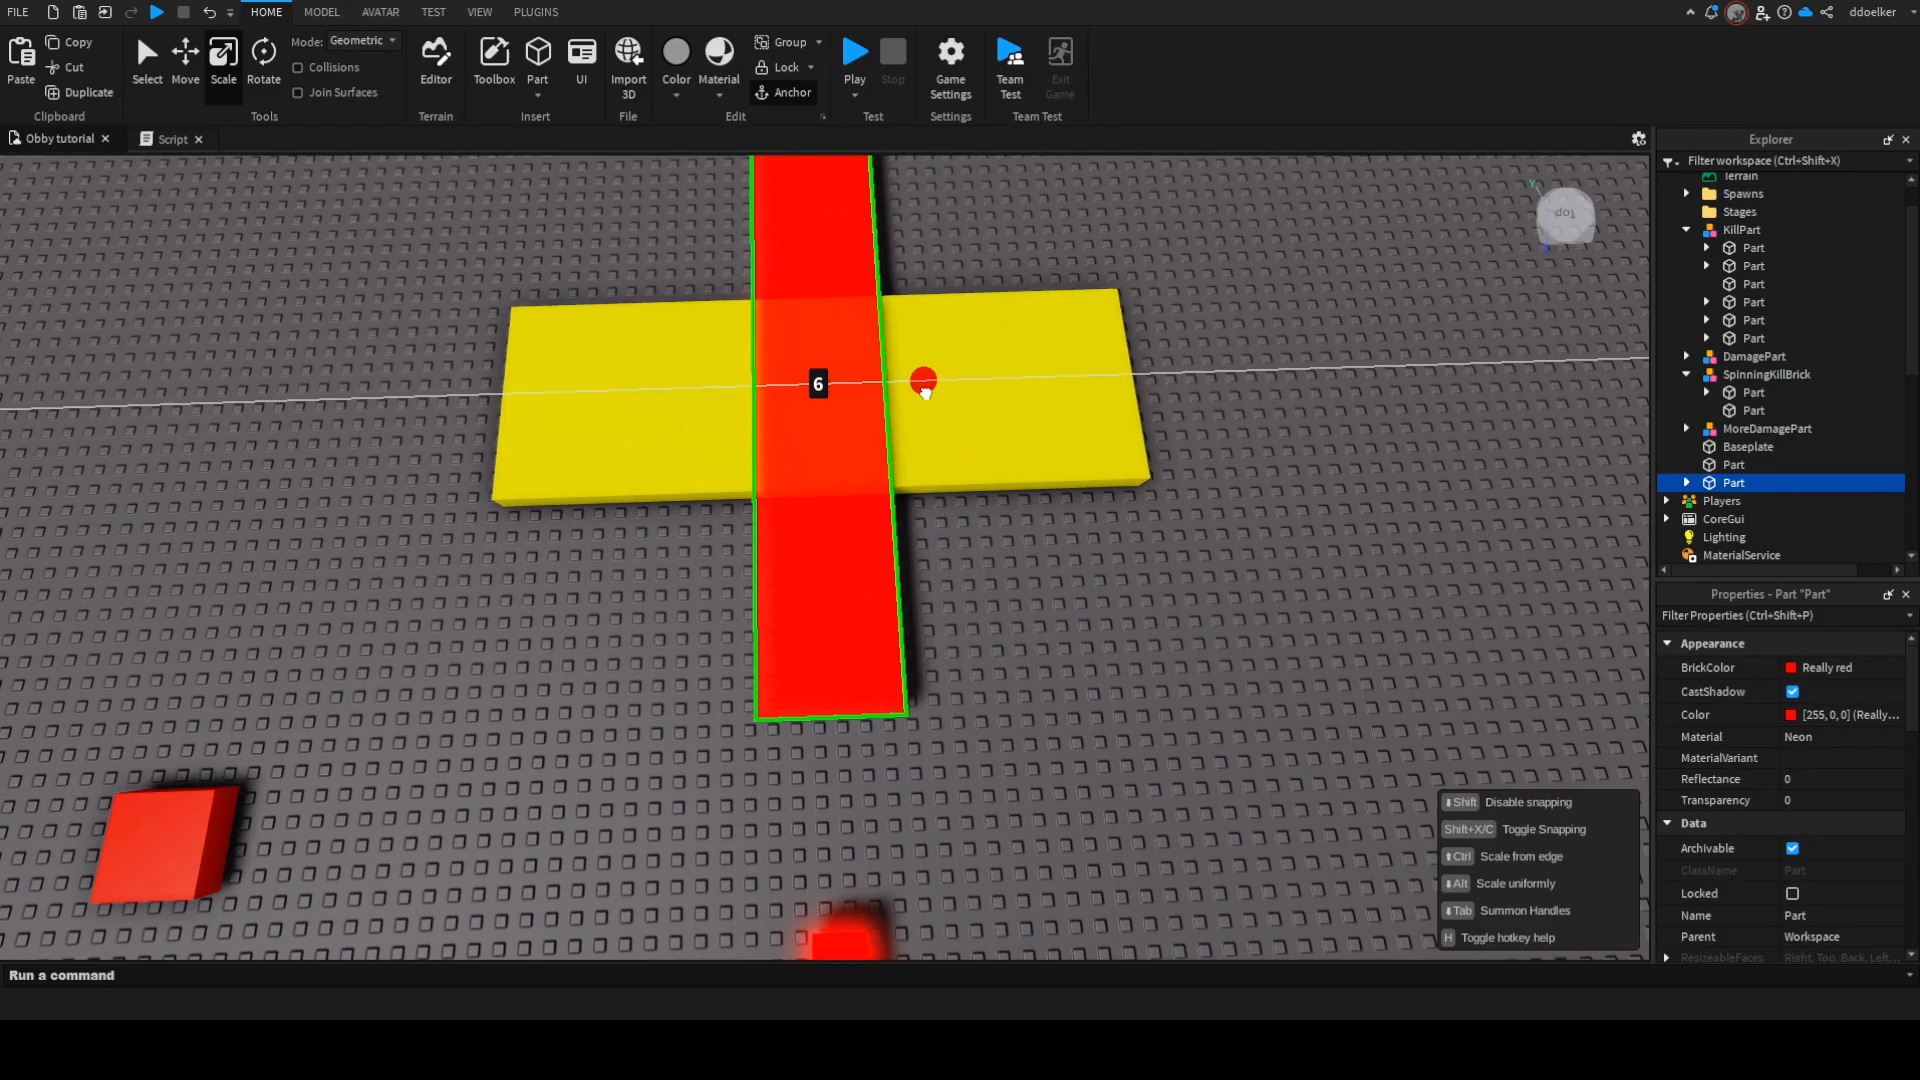 FILE
HOME
MODEL
AVATAR
TEST
VIEW
PLUGINS
ddoelker
Paste
Copy
Cut
Duplicate
Clipboard
Select
Move
Scale
Rotate
Mode: Geometric
Collisions
Join Surfaces
Tools
Editor
Terrain
Toolbox
Part
UI
Insert
Import
3D
File
Color
Material
Group
Lock
Anchor
Edit
Play
Stop
Test
Game
Settings
Settings
Team
Test
Exit
Game
Team Test
Obby tutorial
Script
6
Top
Y
Shift Disable snapping
Shift+X/C Toggle Snapping
Ctrl Scale from edge
Alt Scale uniformly
Tab Summon Handles
H Toggle hotkey help
Run a command
Explorer
Filter workspace (Ctrl+Shift+X)
Terrain
Spawns
Stages
KillPart
Part
Part
Part
Part
Part
Part
DamagePart
SpinningKillBrick
Part
Part
MoreDamagePart
Baseplate
Part
Part
Players
CoreGui
Lighting
MaterialService
Properties - Part "Part"
Filter Properties (Ctrl+Shift+P)
Appearance
BrickColor Really red
CastShadow
Color [255, 0, 0] (Really...
Material Neon
MaterialVariant
Reflectance 0
Transparency 0
Data
Archivable
ClassName Part
Locked
Name Part
Parent Workspace
ResizeableFaces Right, Top, Back, Left...